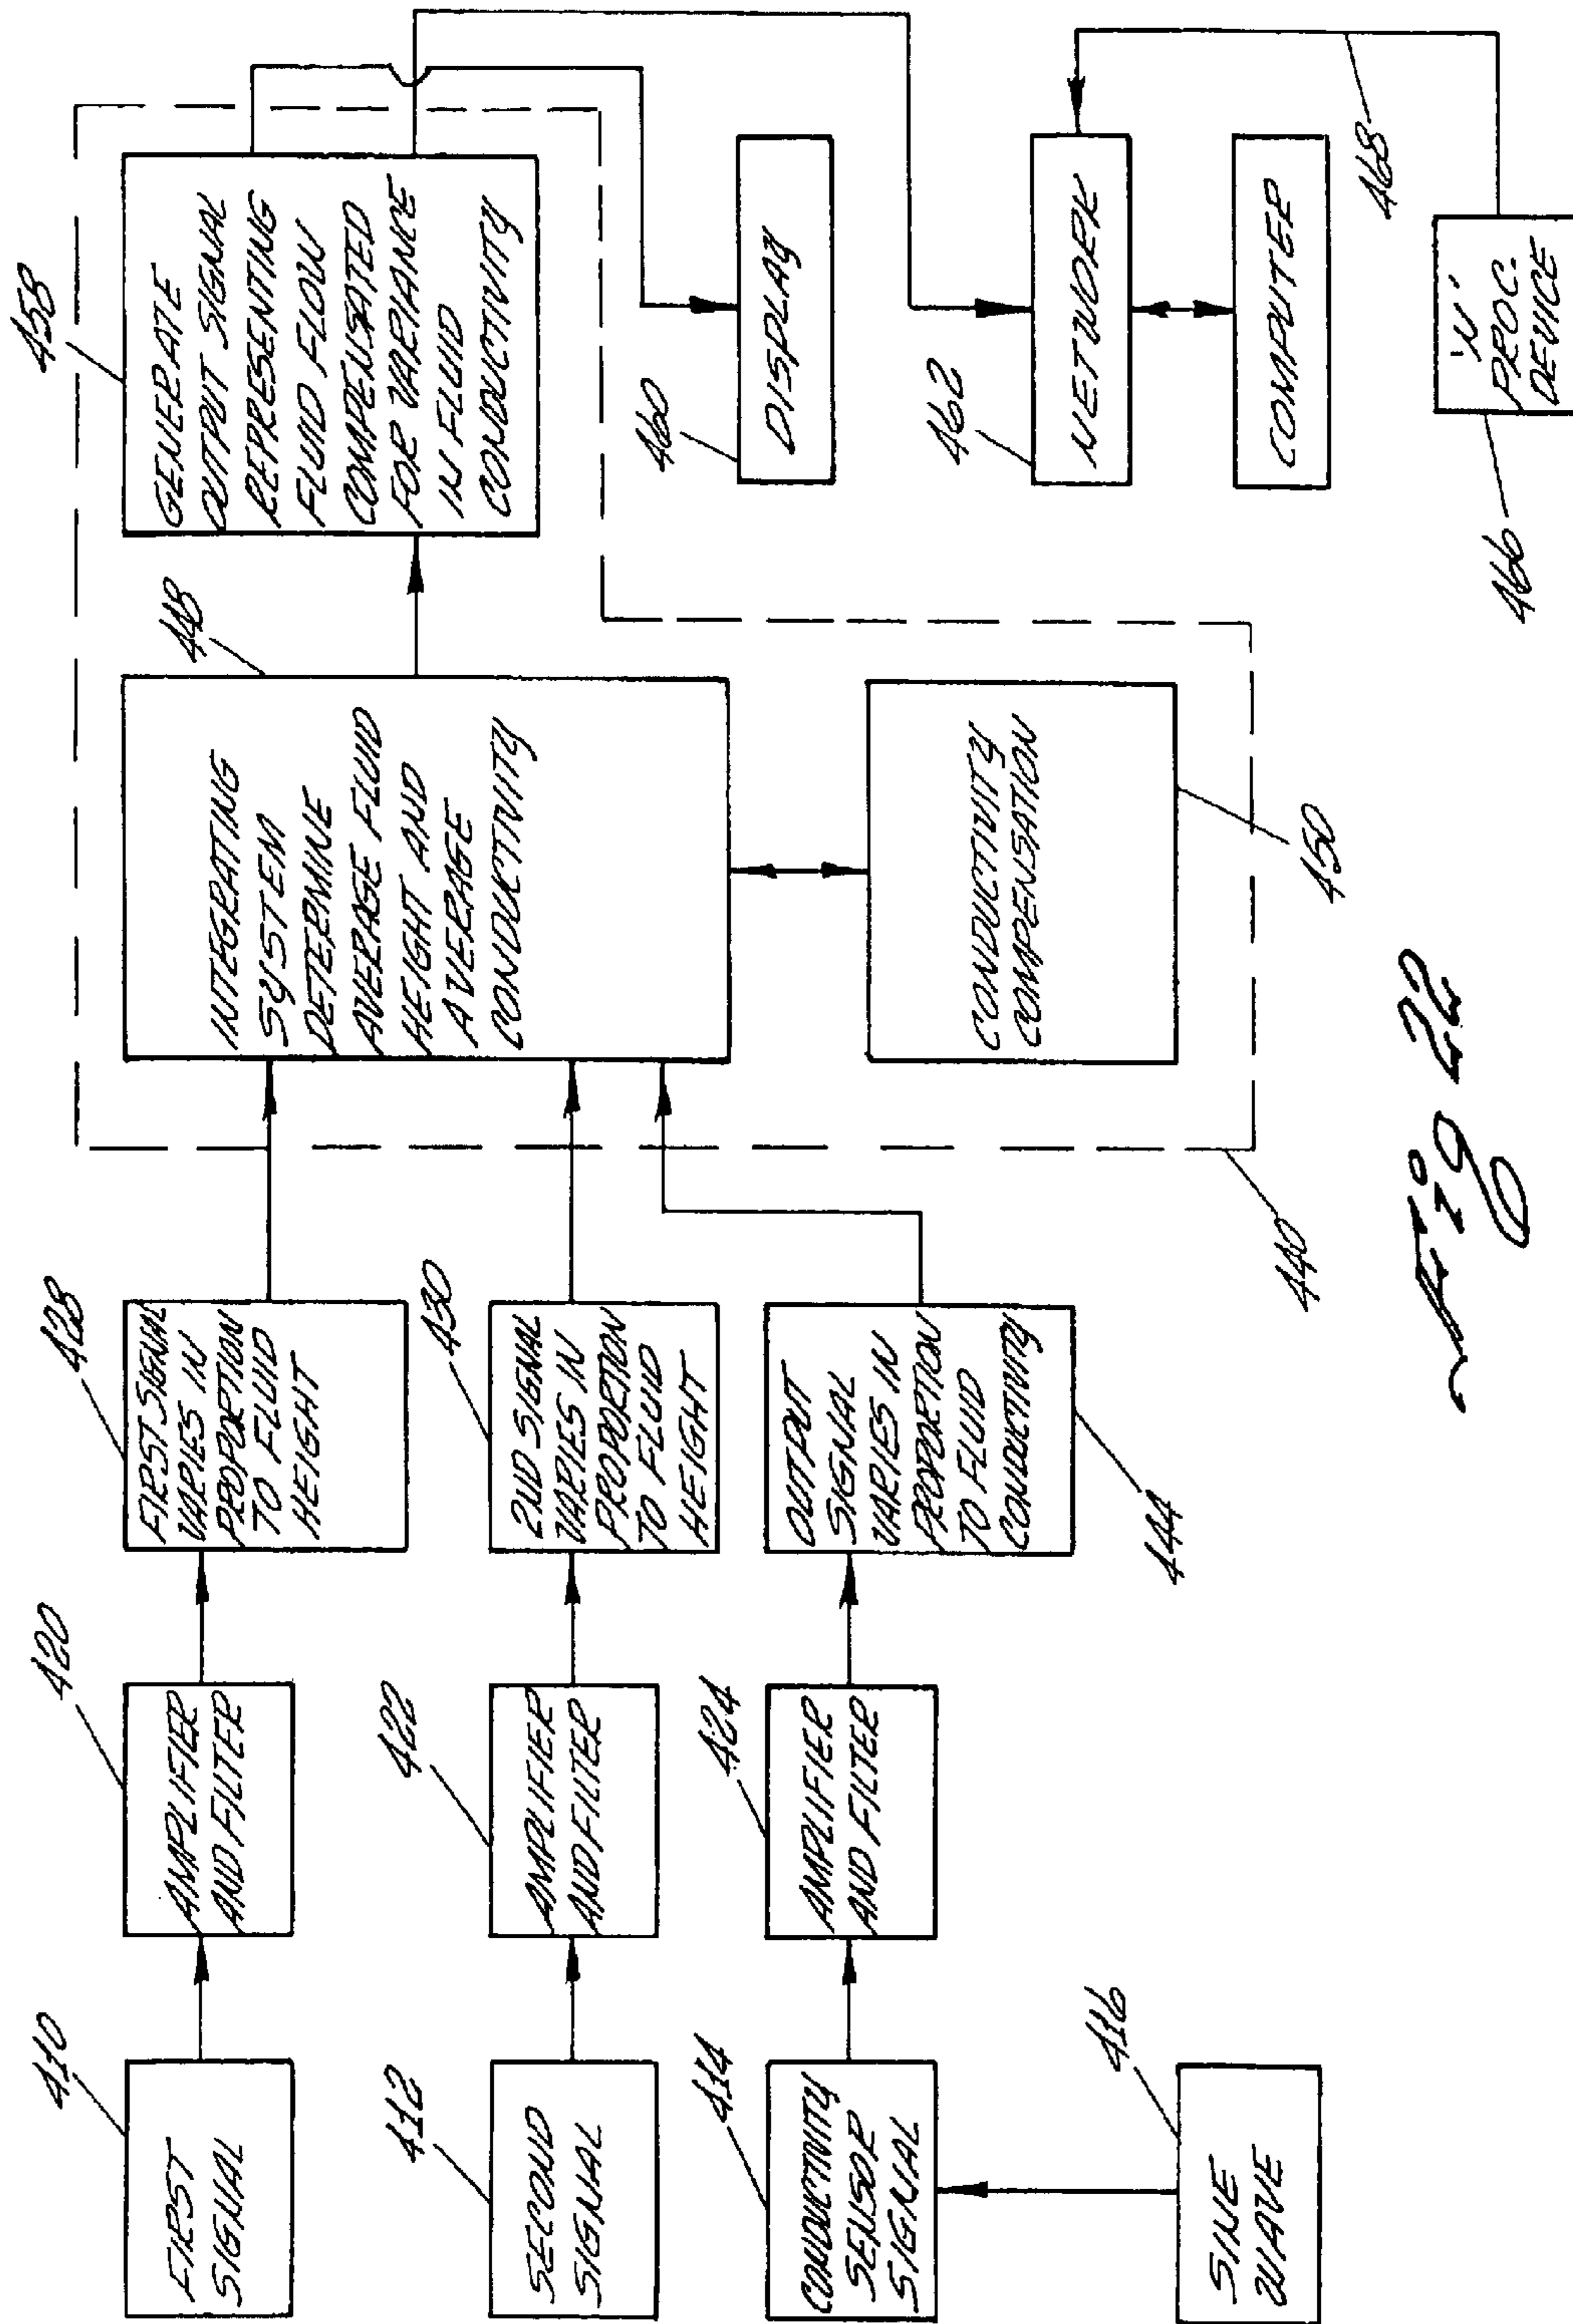 410
FIRST
SIGNAL
420
AMPLIFIER
AND FILTER
428
FIRST SIGNAL
VARIES IN
PROPORTION
TO FLUID
HEIGHT
412
SECOND
SIGNAL
422
AMPLIFIER
AND FILTER
430
2ND SIGNAL
VARIES IN
PROPORTION
TO FLUID
HEIGHT
414
CONDUCTIVITY
SENSOR
SIGNAL
424
AMPLIFIER
AND FILTER
OUTPUT
SIGNAL
VARIES IN
PROPORTION
TO FLUID
CONDUCTIVITY
444
416
SINE
WAVE
448
INTEGRATING
SYSTEM
DETERMINE
AVERAGE FLUID
HEIGHT AND
AVERAGE
CONDUCTIVITY
CONDUCTIVITY
COMPENSATION
450
440
458
GENERATE
OUTPUT SIGNAL
REPRESENTING
FLUID FLOW
COMPENSATED
FOR VARIANCE
IN FLUID
CONDUCTIVITY
460
DISPLAY
462
NETWORK
COMPUTER
468
466
'N'
PROC.
DEVICE
Fig 22